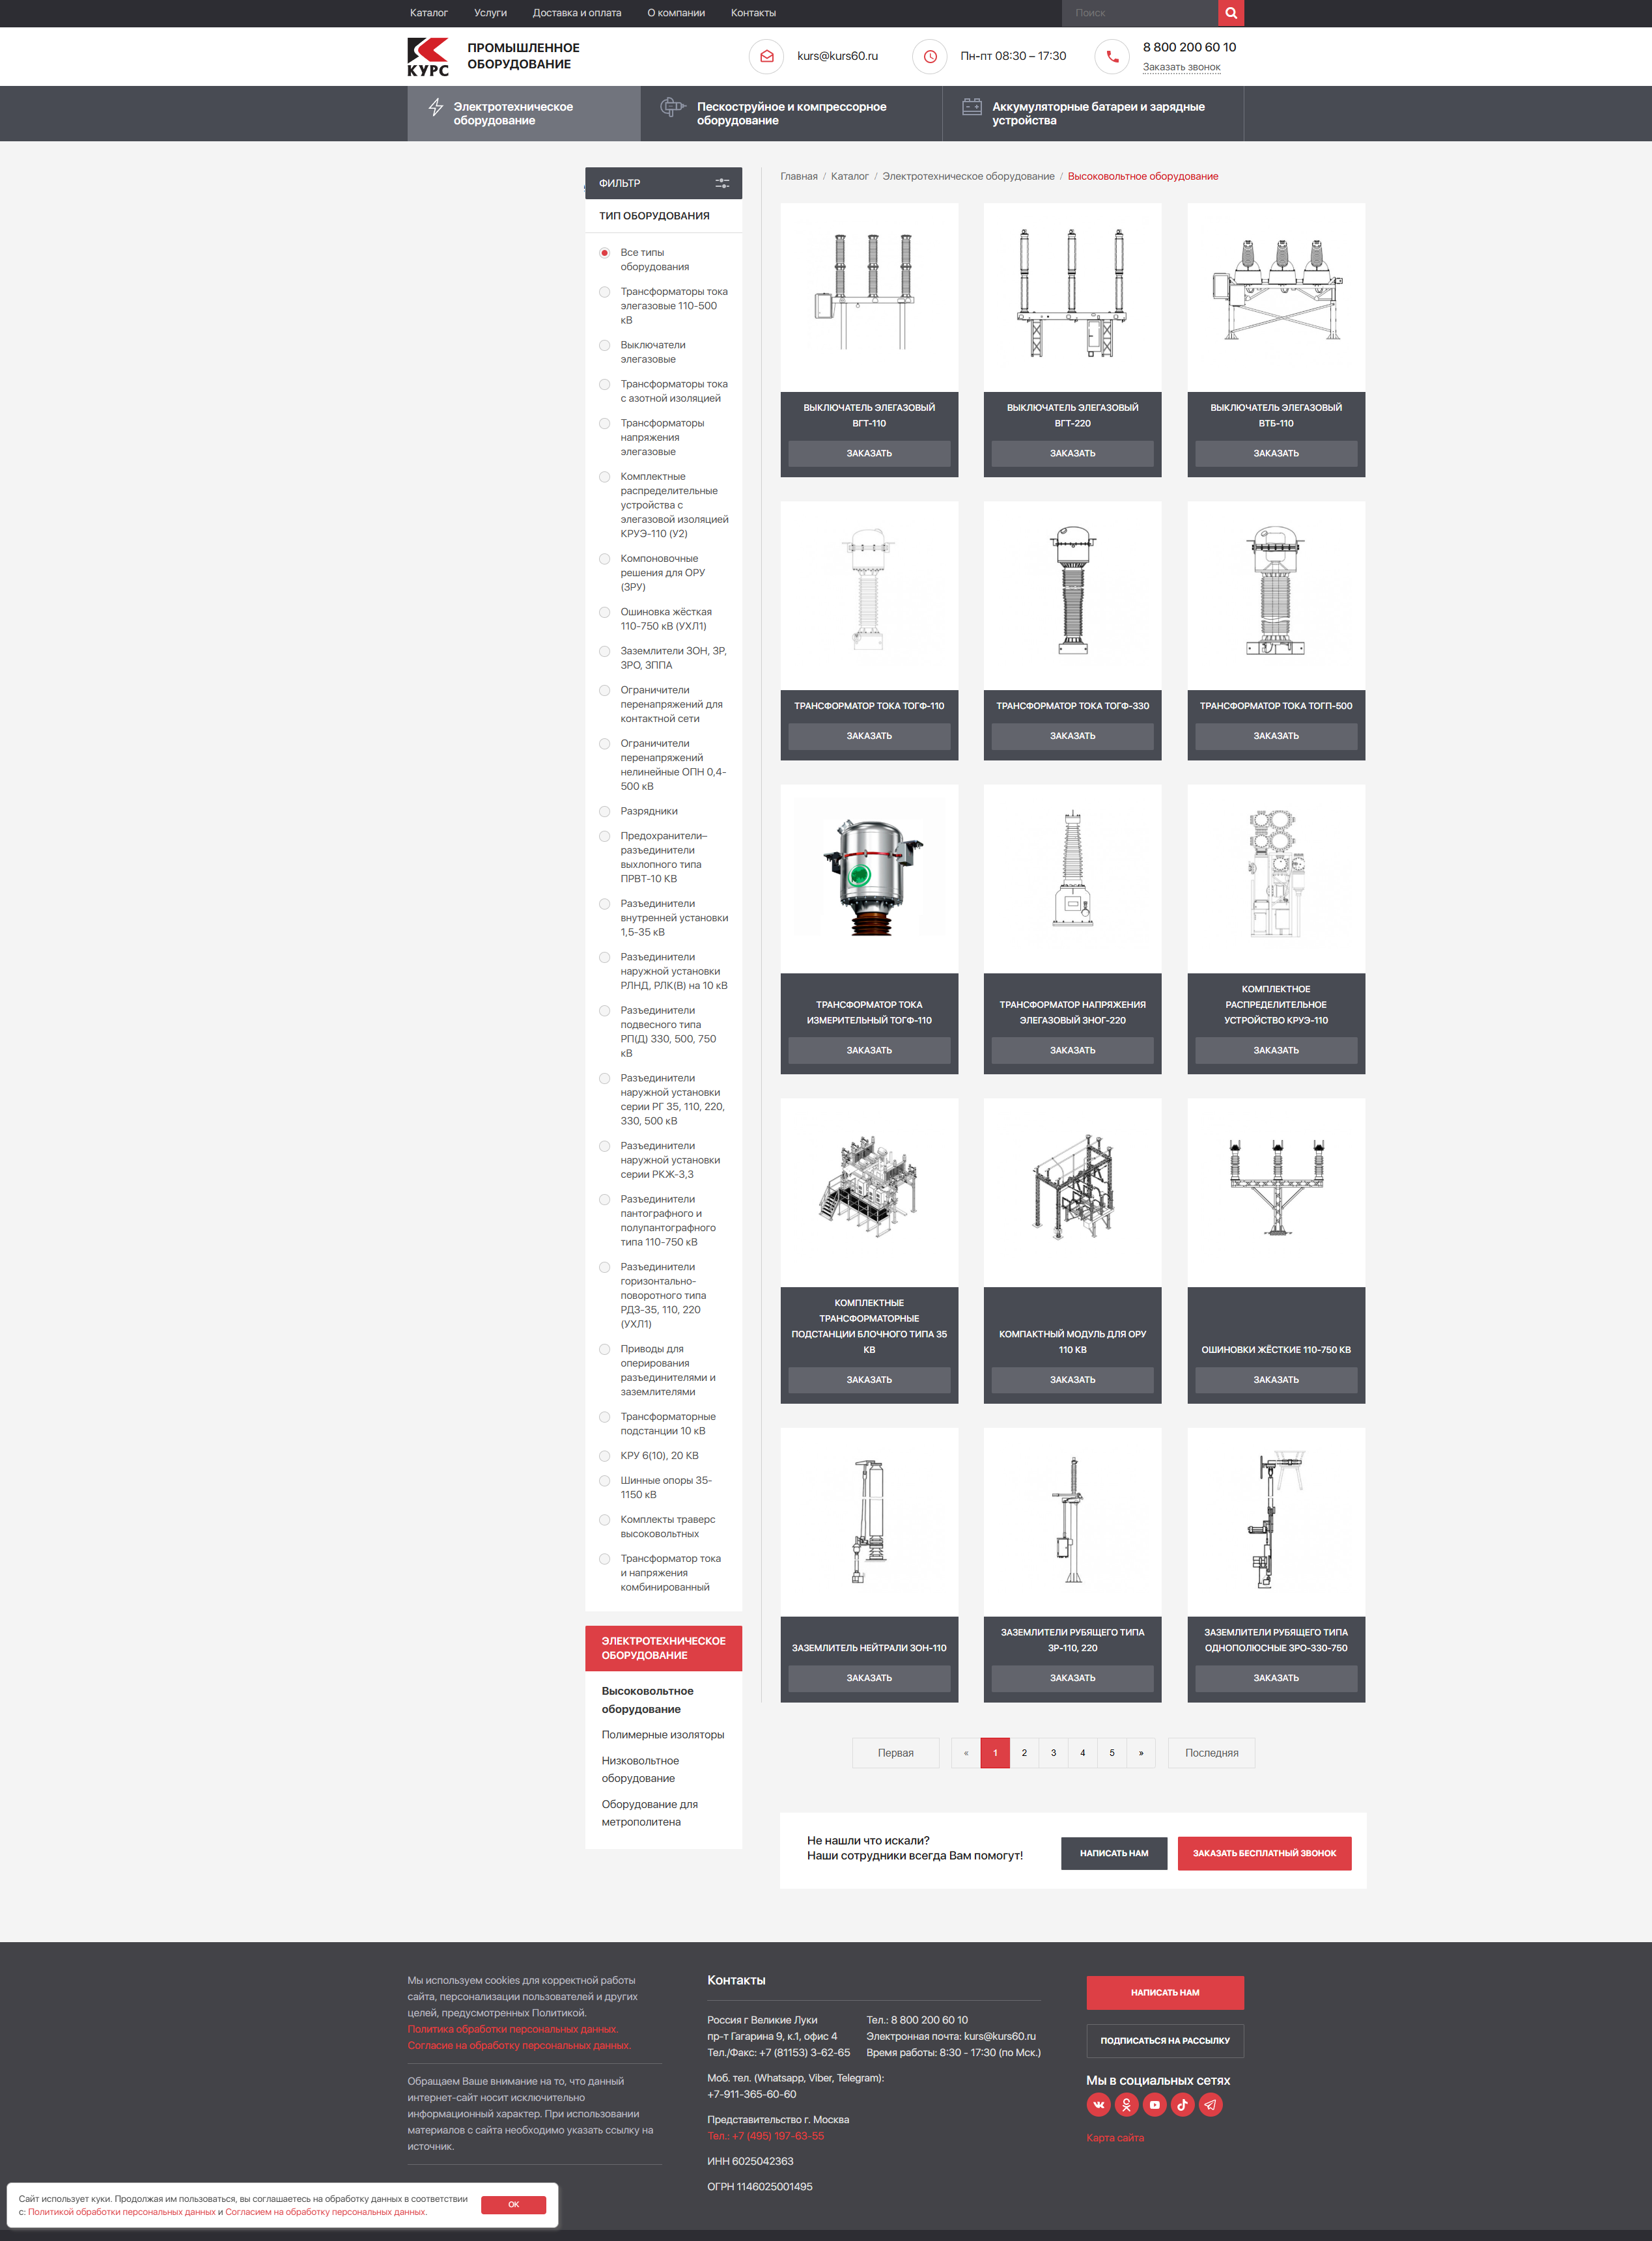 Каталог
Услуги
Доставка и оплата
О компании
Контакты
Поиск
КУРС
ПРОМЫШЛЕННОЕ
ОБОРУДОВАНИЕ
kurs@kurs60.ru
Пн-пт 08:30 – 17:30
8 800 200 60 10
Заказать звонок
Электротехническое
оборудование
Пескоструйное и компрессорное
оборудование
Аккумуляторные батареи и зарядные
устройства
ФИЛЬТР
ТИП ОБОРУДОВАНИЯ
Все типы
оборудования
Трансформаторы тока
элегазовые 110-500
кВ
Выключатели
элегазовые
Трансформаторы тока
с азотной изоляцией
Трансформаторы
напряжения
элегазовые
Комплектные
распределительные
устройства с
элегазовой изоляцией
КРУЭ-110 (У2)
Компоновочные
решения для ОРУ
(ЗРУ)
Ошиновка жёсткая
110-750 кВ (УХЛ1)
Заземлители ЗОН, ЗР,
ЗРО, ЗППА
Ограничители
перенапряжений для
контактной сети
Ограничители
перенапряжений
нелинейные ОПН 0,4-
500 кВ
Разрядники
Предохранители–
разъединители
выхлопного типа
ПРВТ-10 КВ
Разъединители
внутренней установки
1,5-35 кВ
Разъединители
наружной установки
РЛНД, РЛК(В) на 10 кВ
Разъединители
подвесного типа
РП(Д) 330, 500, 750
кВ
Разъединители
наружной установки
серии РГ 35, 110, 220,
330, 500 кВ
Разъединители
наружной установки
серии РКЖ-3,3
Разъединители
пантографного и
полупантографного
типа 110-750 кВ
Разъединители
горизонтально-
поворотного типа
РДЗ-35, 110, 220
(УХЛ1)
Приводы для
оперирования
разъединителями и
заземлителями
Трансформаторные
подстанции 10 кВ
КРУ 6(10), 20 КВ
Шинные опоры 35-
1150 кВ
Комплекты траверс
высоковольтных
Трансформатор тока
и напряжения
комбинированный
ЭЛЕКТРОТЕХНИЧЕСКОЕ
ОБОРУДОВАНИЕ
Высоковольтное
оборудование
Полимерные изоляторы
Низковольтное
оборудование
Оборудование для
метрополитена
Главная / Каталог / Электротехническое оборудование / Высоковольтное оборудование
ВЫКЛЮЧАТЕЛЬ ЭЛЕГАЗОВЫЙ
ВГТ-110
ЗАКАЗАТЬ
ВЫКЛЮЧАТЕЛЬ ЭЛЕГАЗОВЫЙ
ВГТ-220
ЗАКАЗАТЬ
ВЫКЛЮЧАТЕЛЬ ЭЛЕГАЗОВЫЙ
ВТБ-110
ЗАКАЗАТЬ
ТРАНСФОРМАТОР ТОКА ТОГФ-110
ЗАКАЗАТЬ
ТРАНСФОРМАТОР ТОКА ТОГФ-330
ЗАКАЗАТЬ
ТРАНСФОРМАТОР ТОКА ТОГП-500
ЗАКАЗАТЬ
ТРАНСФОРМАТОР ТОКА
ИЗМЕРИТЕЛЬНЫЙ ТОГФ-110
ЗАКАЗАТЬ
ТРАНСФОРМАТОР НАПРЯЖЕНИЯ
ЭЛЕГАЗОВЫЙ ЗНОГ-220
ЗАКАЗАТЬ
КОМПЛЕКТНОЕ
РАСПРЕДЕЛИТЕЛЬНОЕ
УСТРОЙСТВО КРУЭ-110
ЗАКАЗАТЬ
КОМПЛЕКТНЫЕ
ТРАНСФОРМАТОРНЫЕ
ПОДСТАНЦИИ БЛОЧНОГО ТИПА 35
КВ
ЗАКАЗАТЬ
КОМПАКТНЫЙ МОДУЛЬ ДЛЯ ОРУ
110 КВ
ЗАКАЗАТЬ
ОШИНОВКИ ЖЁСТКИЕ 110-750 КВ
ЗАКАЗАТЬ
ЗАЗЕМЛИТЕЛЬ НЕЙТРАЛИ ЗОН-110
ЗАКАЗАТЬ
ЗАЗЕМЛИТЕЛИ РУБЯЩЕГО ТИПА
ЗР-110, 220
ЗАКАЗАТЬ
ЗАЗЕМЛИТЕЛИ РУБЯЩЕГО ТИПА
ОДНОПОЛЮСНЫЕ ЗРО-330-750
ЗАКАЗАТЬ
Первая
« 1 2 3 4 5 »
Последняя
Не нашли что искали?
Наши сотрудники всегда Вам помогут!
НАПИСАТЬ НАМ
ЗАКАЗАТЬ БЕСПЛАТНЫЙ ЗВОНОК
Мы используем cookies для корректной работы
сайта, персонализации пользователей и других
целей, предусмотренных Политикой.
Политика обработки персональных данных.
Согласие на обработку персональных данных.
Обращаем Ваше внимание на то, что данный
интернет-сайт носит исключительно
информационный характер. При использовании
материалов с сайта необходимо указать ссылку на
источник.
Контакты
Россия г Великие Луки
пр-т Гагарина 9, к.1, офис 4
Тел./Факс: +7 (81153) 3-62-65
Тел.: 8 800 200 60 10
Электронная почта: kurs@kurs60.ru
Время работы: 8:30 - 17:30 (по Мск.)
Моб. тел. (Whatsapp, Viber, Telegram):
+7-911-365-60-60
Представительство г. Москва
Тел.: +7 (495) 197-63-55
ИНН 6025042363
ОГРН 1146025001495
НАПИСАТЬ НАМ
ПОДПИСАТЬСЯ НА РАССЫЛКУ
Мы в социальных сетях
Карта сайта
Сайт использует куки. Продолжая им пользоваться, вы соглашаетесь на обработку данных в соответствии
с: Политикой обработки персональных данных и Согласием на обработку персональных данных.
ОК